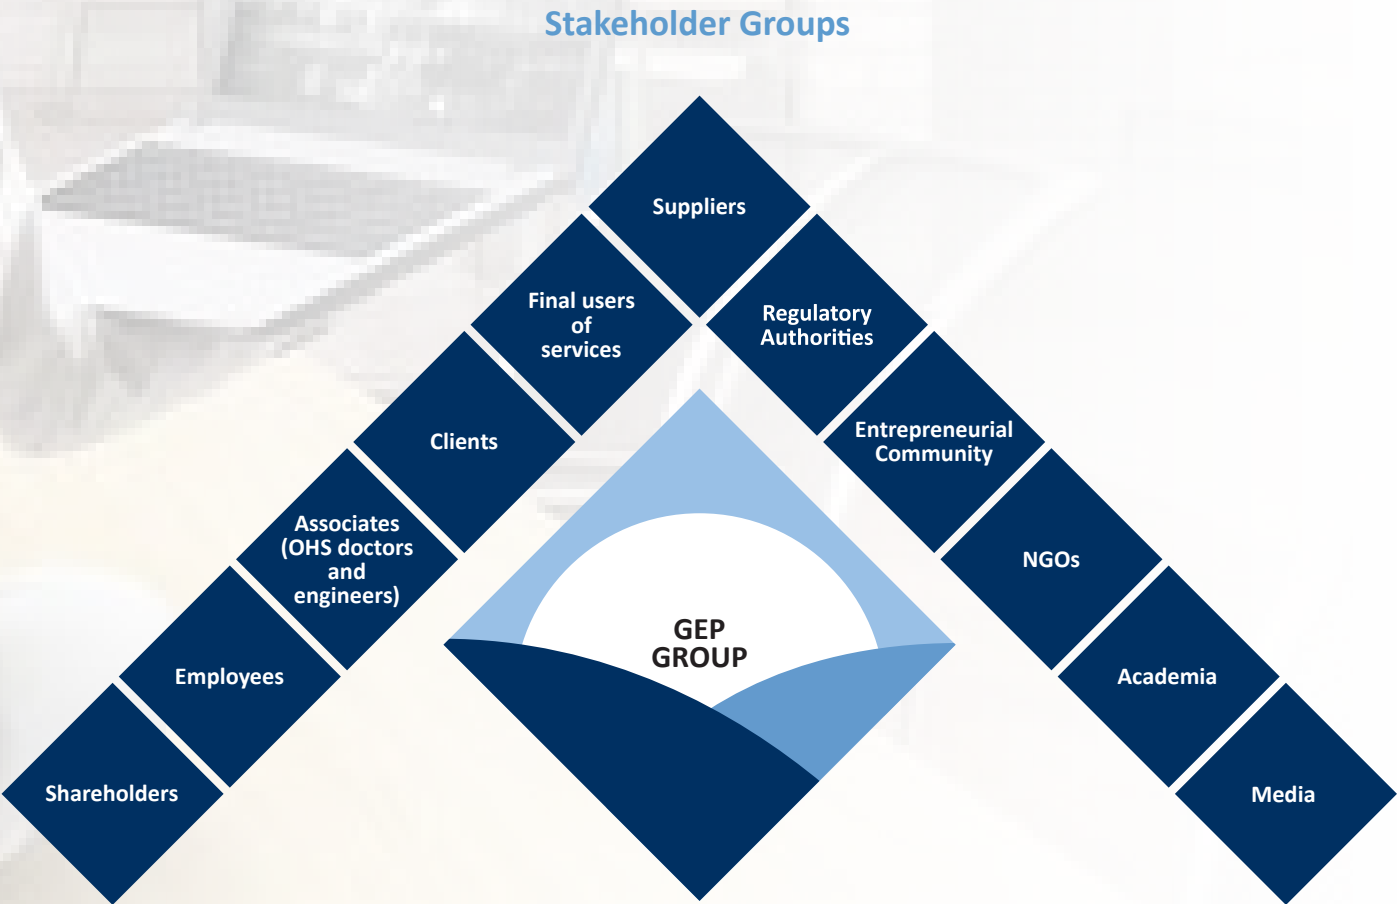 Stakeholder Groups
Suppliers
Final users
of
services
Regulatory
Authorities
Clients
Entrepreneurial
Community
Associates
(OHS doctors
and
engineers)
NGOs
GEP
GROUP
Employees
Academia
Shareholders
Media